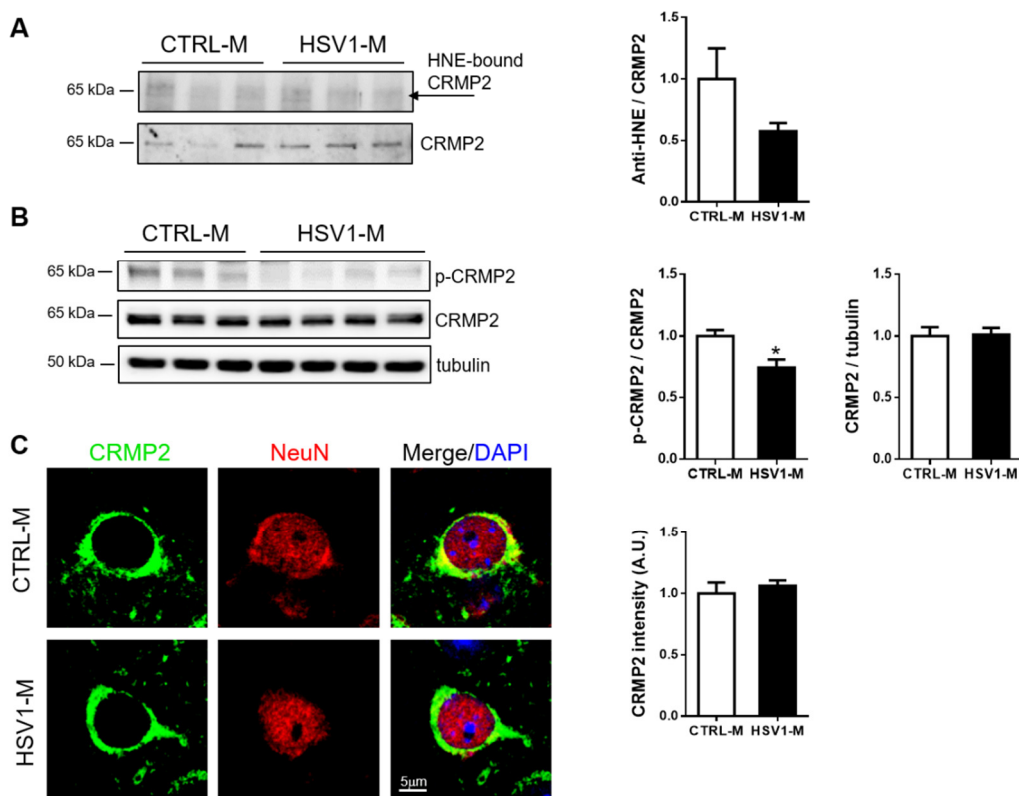 A
CTRL-M HSV1-M
HNE-bound
CRMP2
65 kDa
65 kDa
CRMP2
Anti-HNE / CRMP2
1.5
1.0
0.5
0.0
CTRL-M HSV1-M
B
CTRL-M HSV1-M
65 kDa
p-CRMP2
65 kDa
CRMP2
50 kDa
tubulin
p-CRMP2 / CRMP2
1.5
1.0
0.5
0.0
*
CTRL-M HSV1-M
CRMP2 / tubulin
1.5
1.0
0.5
0.0
CTRL-M HSV1-M
C
CRMP2 NeuN Merge/DAPI
CTRL-M
HSV1-M
5µm
CRMP2 intensity (A.U.)
1.5
1.0
0.5
0.0
CTRL-M HSV1-M